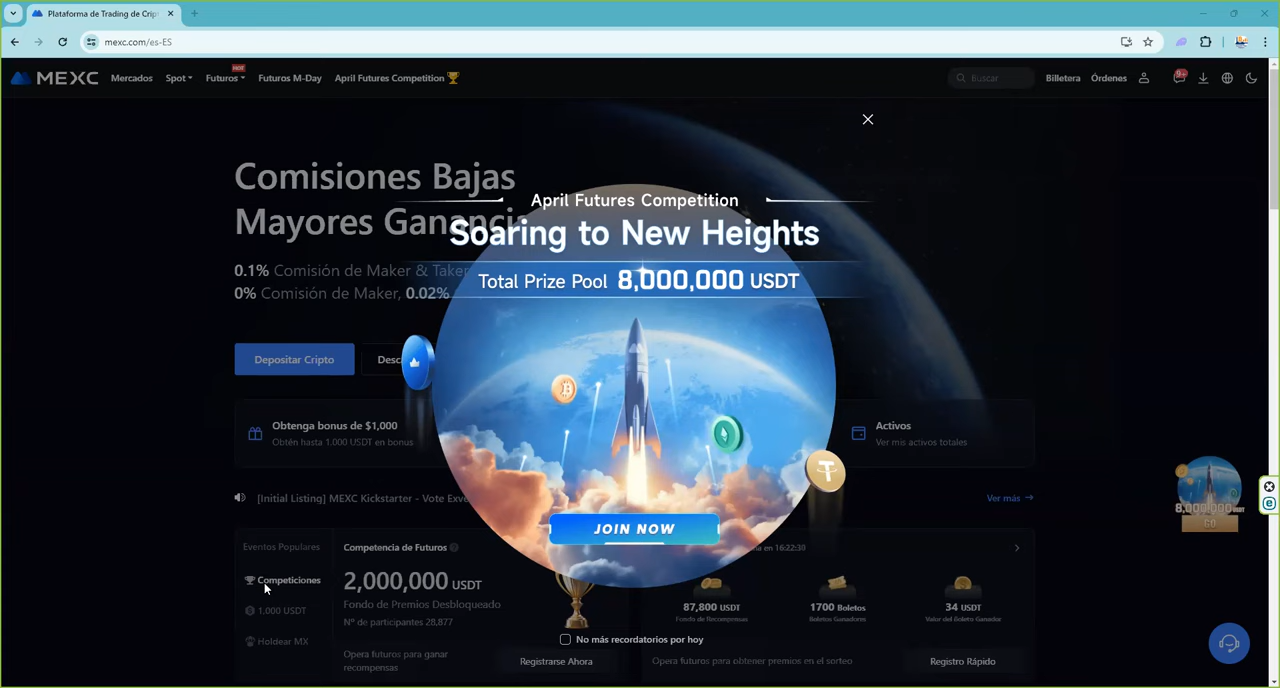 Plataforma de Trading de Crip
mexc.com/es-ES
MEXC
Mercados
Spot
Futuros
HOT
Futuros M-Day
April Futures Competition
Buscar
Billetera
Órdenes
9+
Comisiones Bajas
Mayores Gananci
0.1% Comisión de Maker & Taker
0% Comisión de Maker, 0.02%
Depositar Cripto
Desc
April Futures Competition
Soaring to New Heights
Total Prize Pool 8,000,000 USDT
JOIN NOW
Obtenga bonus de $1,000
Obtén hasta 1.000 USDT en bonus
Activos
Ver mis activos totales
[Initial Listing] MEXC Kickstarter - Vote
Ver más
8,000,000 USDT
GO
Eventos Populares
Competiciones
1,000 USDT
Holdear MX
Competencia de Futuros
2,000,000 USDT
Fondo de Premios Desbloqueado
Nº de participantes 28,877
Opera futuros para ganar
recompensas
Registrarse Ahora
en 16:22:30
87,800 USDT
Fondo de Recompensas
1700 Boletos
Boletos Ganadores
34 USDT
Valor del Boleto Ganador
Opera futuros para obtener premios en el sorteo
Registro Rápido
No más recordatorios por hoy